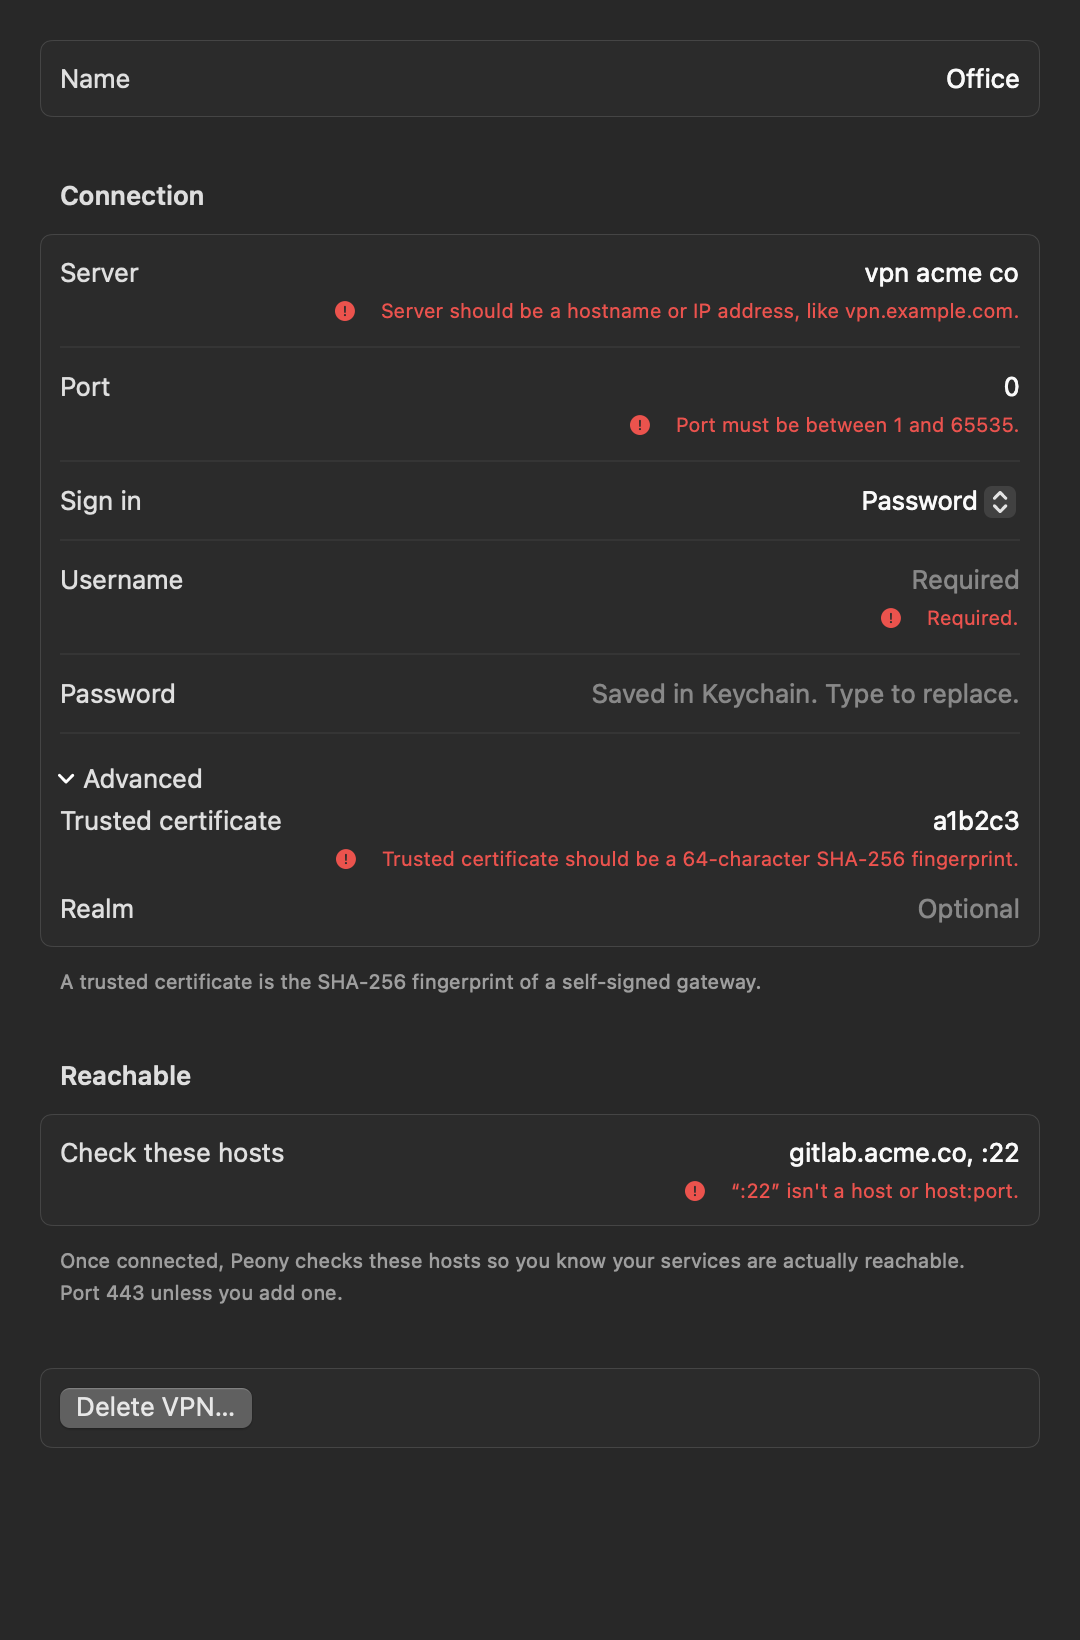 Name Office
Connection
Server vpn acme co
Server should be a hostname or IP address, like vpn.example.com.
Port 0
Port must be between 1 and 65535.
Sign in Password
Username Required
Required.
Password Saved in Keychain. Type to replace.
Advanced
Trusted certificate a1b2c3
Trusted certificate should be a 64-character SHA-256 fingerprint.
Realm Optional
A trusted certificate is the SHA-256 fingerprint of a self-signed gateway.
Reachable
Check these hosts gitlab.acme.co, :22
“:22” isn't a host or host:port.
Once connected, Peony checks these hosts so you know your services are actually reachable.
Port 443 unless you add one.
Delete VPN...